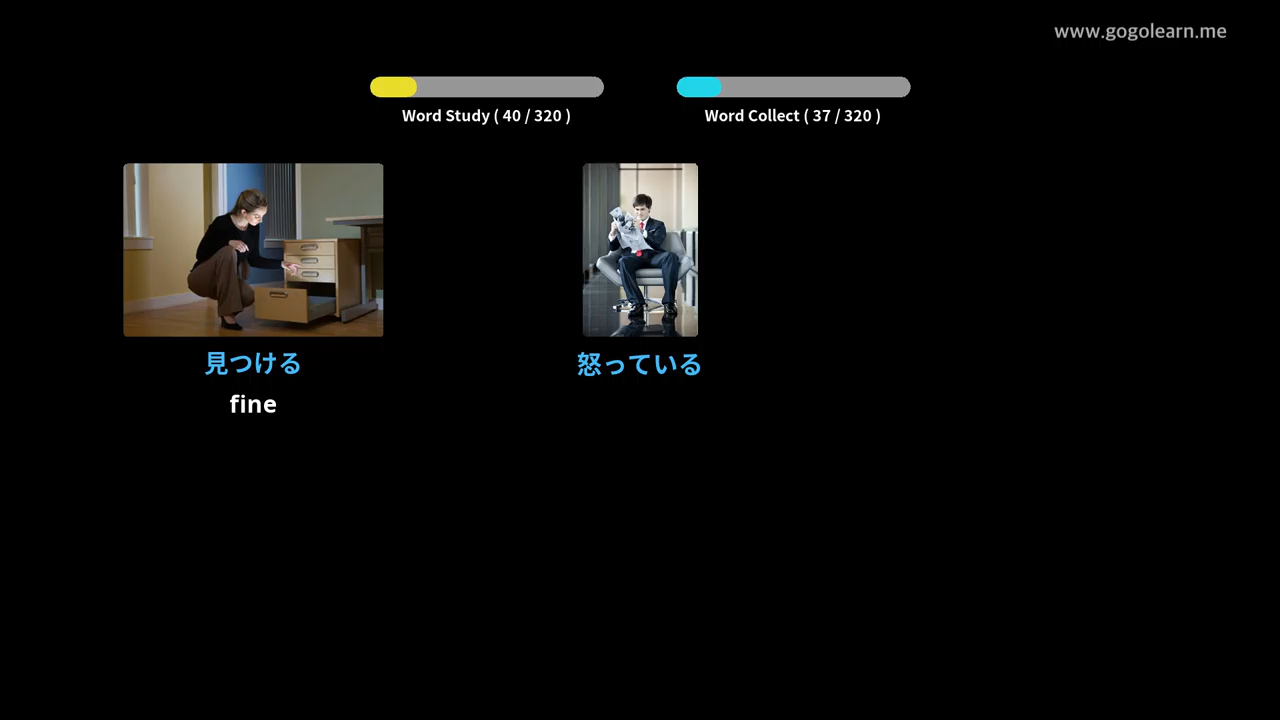 www.gogolearn.me
Word Study ( 40 / 320 )
Word Collect ( 37 / 320 )
見つける
怒っている
fine